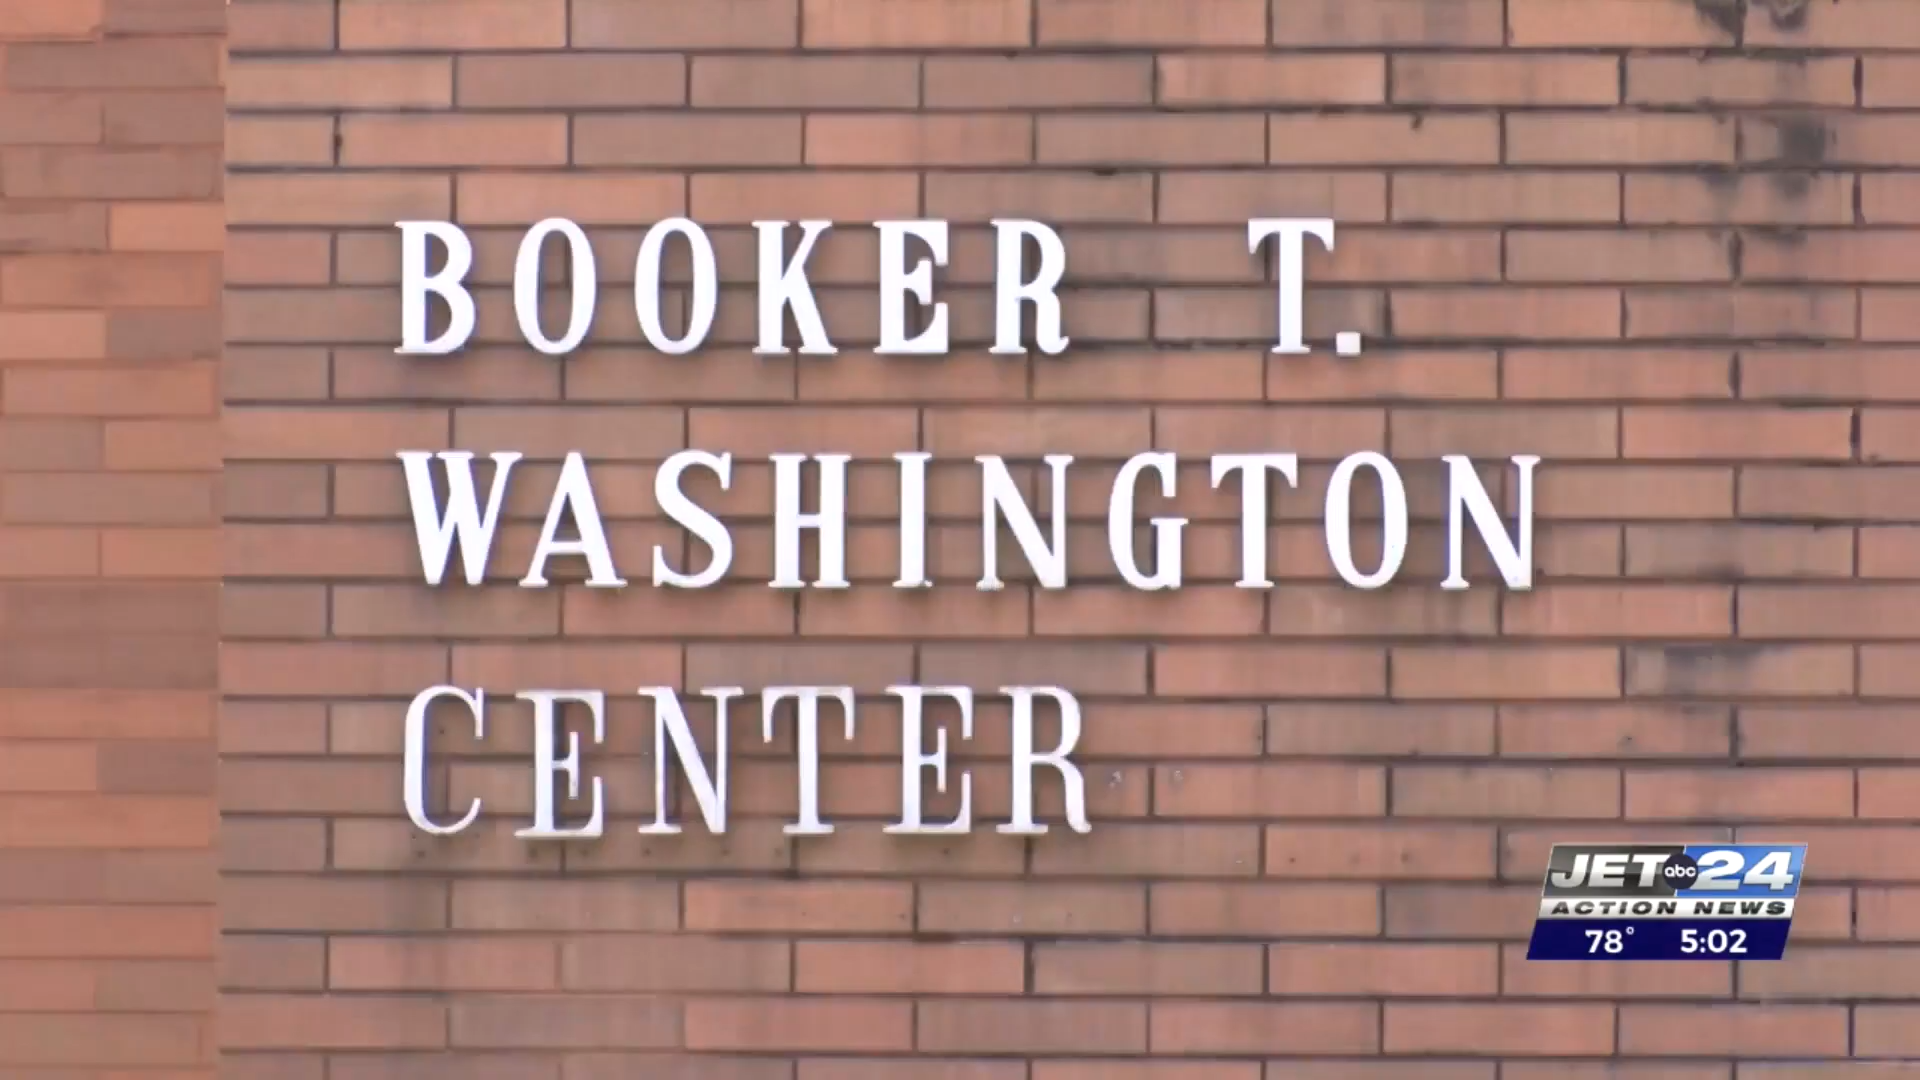 BOOKER T.
WASHINGTON
CENTER
JET abc 24
ACTION NEWS
78° 5:02